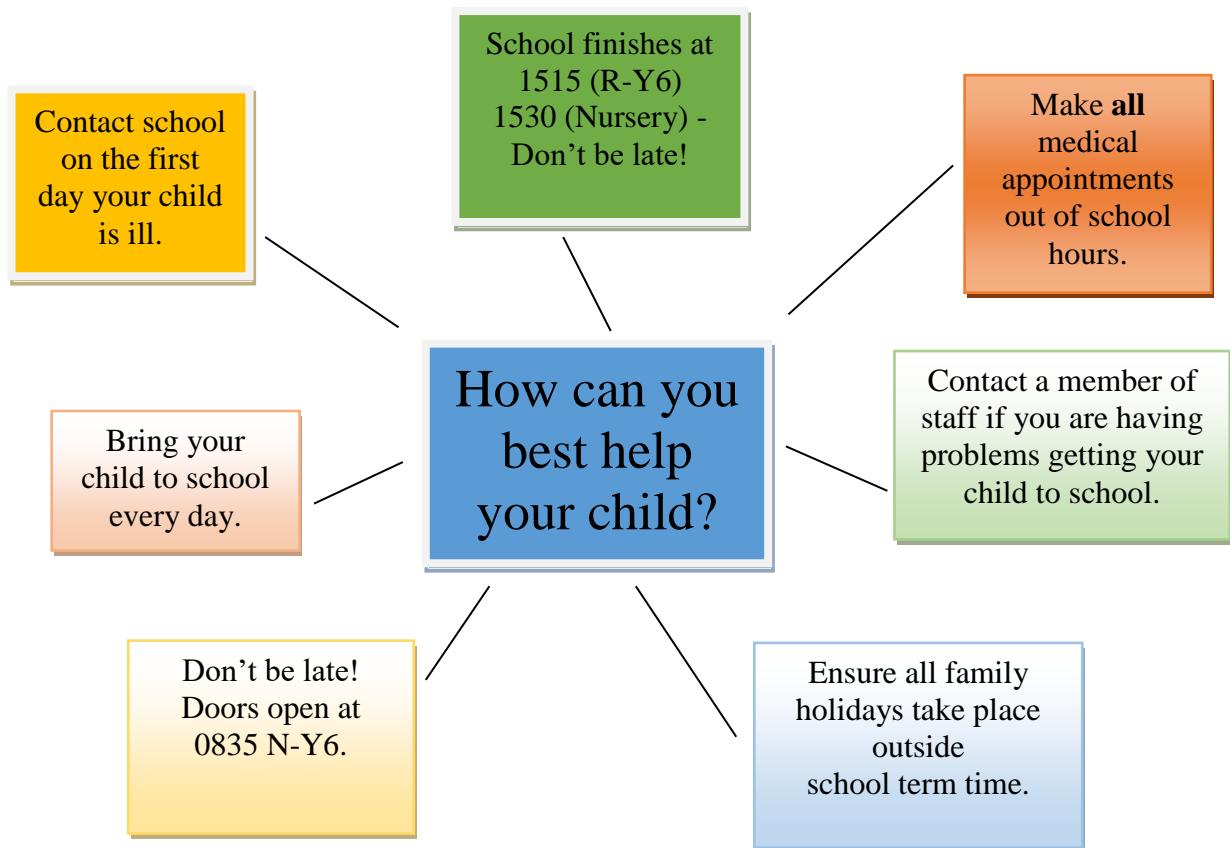 School finishes at
1515 (R-Y6)
1530 (Nursery) -
Don’t be late!
Contact school
on the first
day your child
is ill.
Make all
medical
appointments
out of school
hours.
How can you
best help
your child?
Contact a member of
staff if you are having
problems getting your
child to school.
Bring your
child to school
every day.
Don’t be late!
Doors open at
0835 N-Y6.
Ensure all family
holidays take place
outside
school term time.